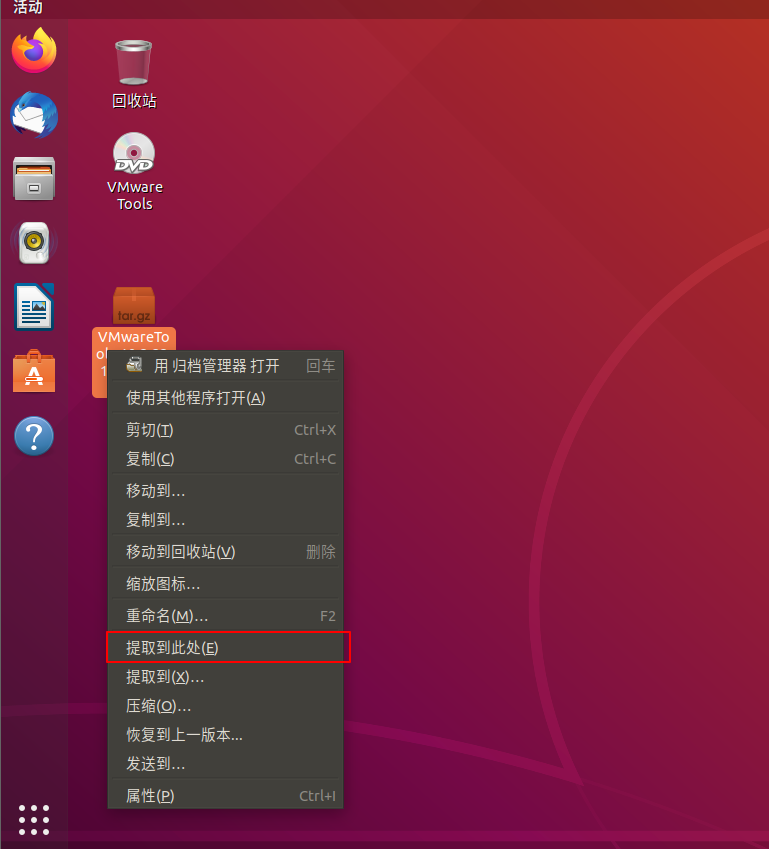 活动
回收站
DVD
VMware
Tools
tar.gz
VMwareToo
用 归档管理器 打开 回车
使用其他程序打开(A)
剪切(T) Ctrl+X
复制(C) Ctrl+C
移动到…
复制到…
移动到回收站(V) 删除
缩放图标…
重命名(M)… F2
提取到此处(E)
提取到(X)…
压缩(O)…
恢复到上一版本...
发送到…
属性(P) Ctrl+I